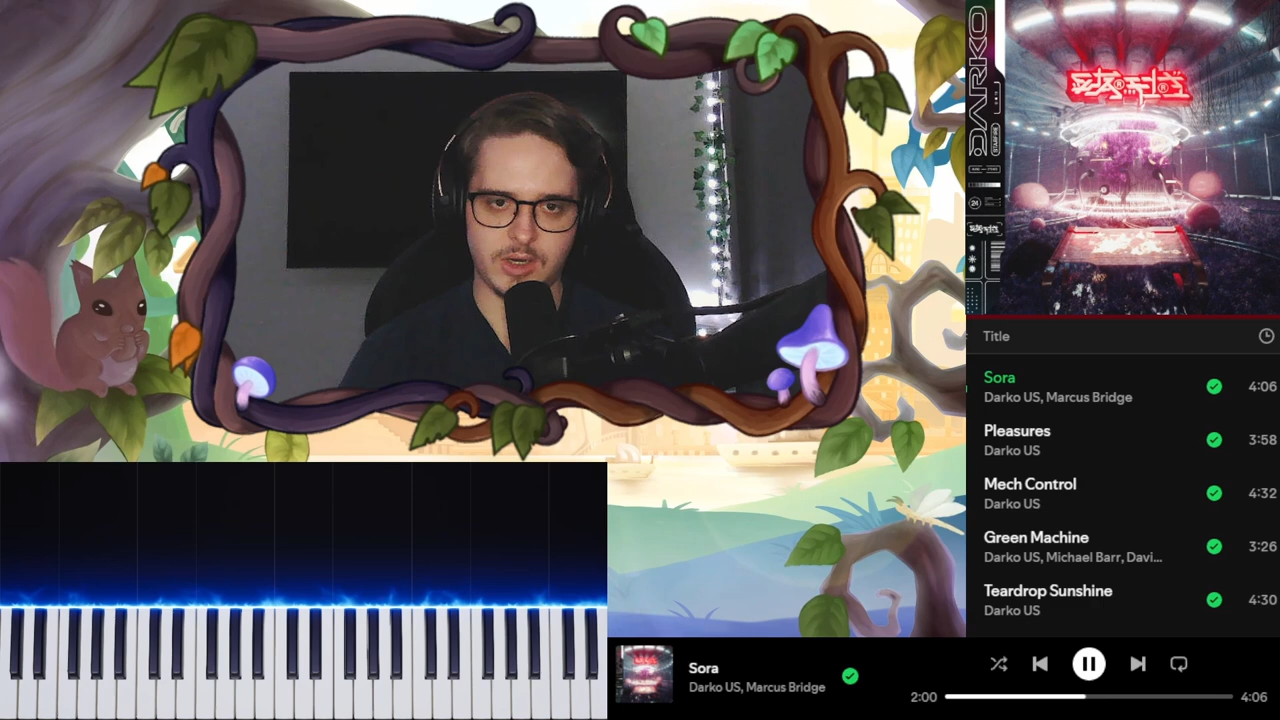 DARKO
Title
Sora
4:06
Darko US, Marcus Bridge
Pleasures
3:58
Darko US
Mech Control
4:32
Darko US
Green Machine
3:26
Darko US, Michael Barr, Davi...
Teardrop Sunshine
4:30
Darko US
Sora
Darko US, Marcus Bridge
2:00
4:06